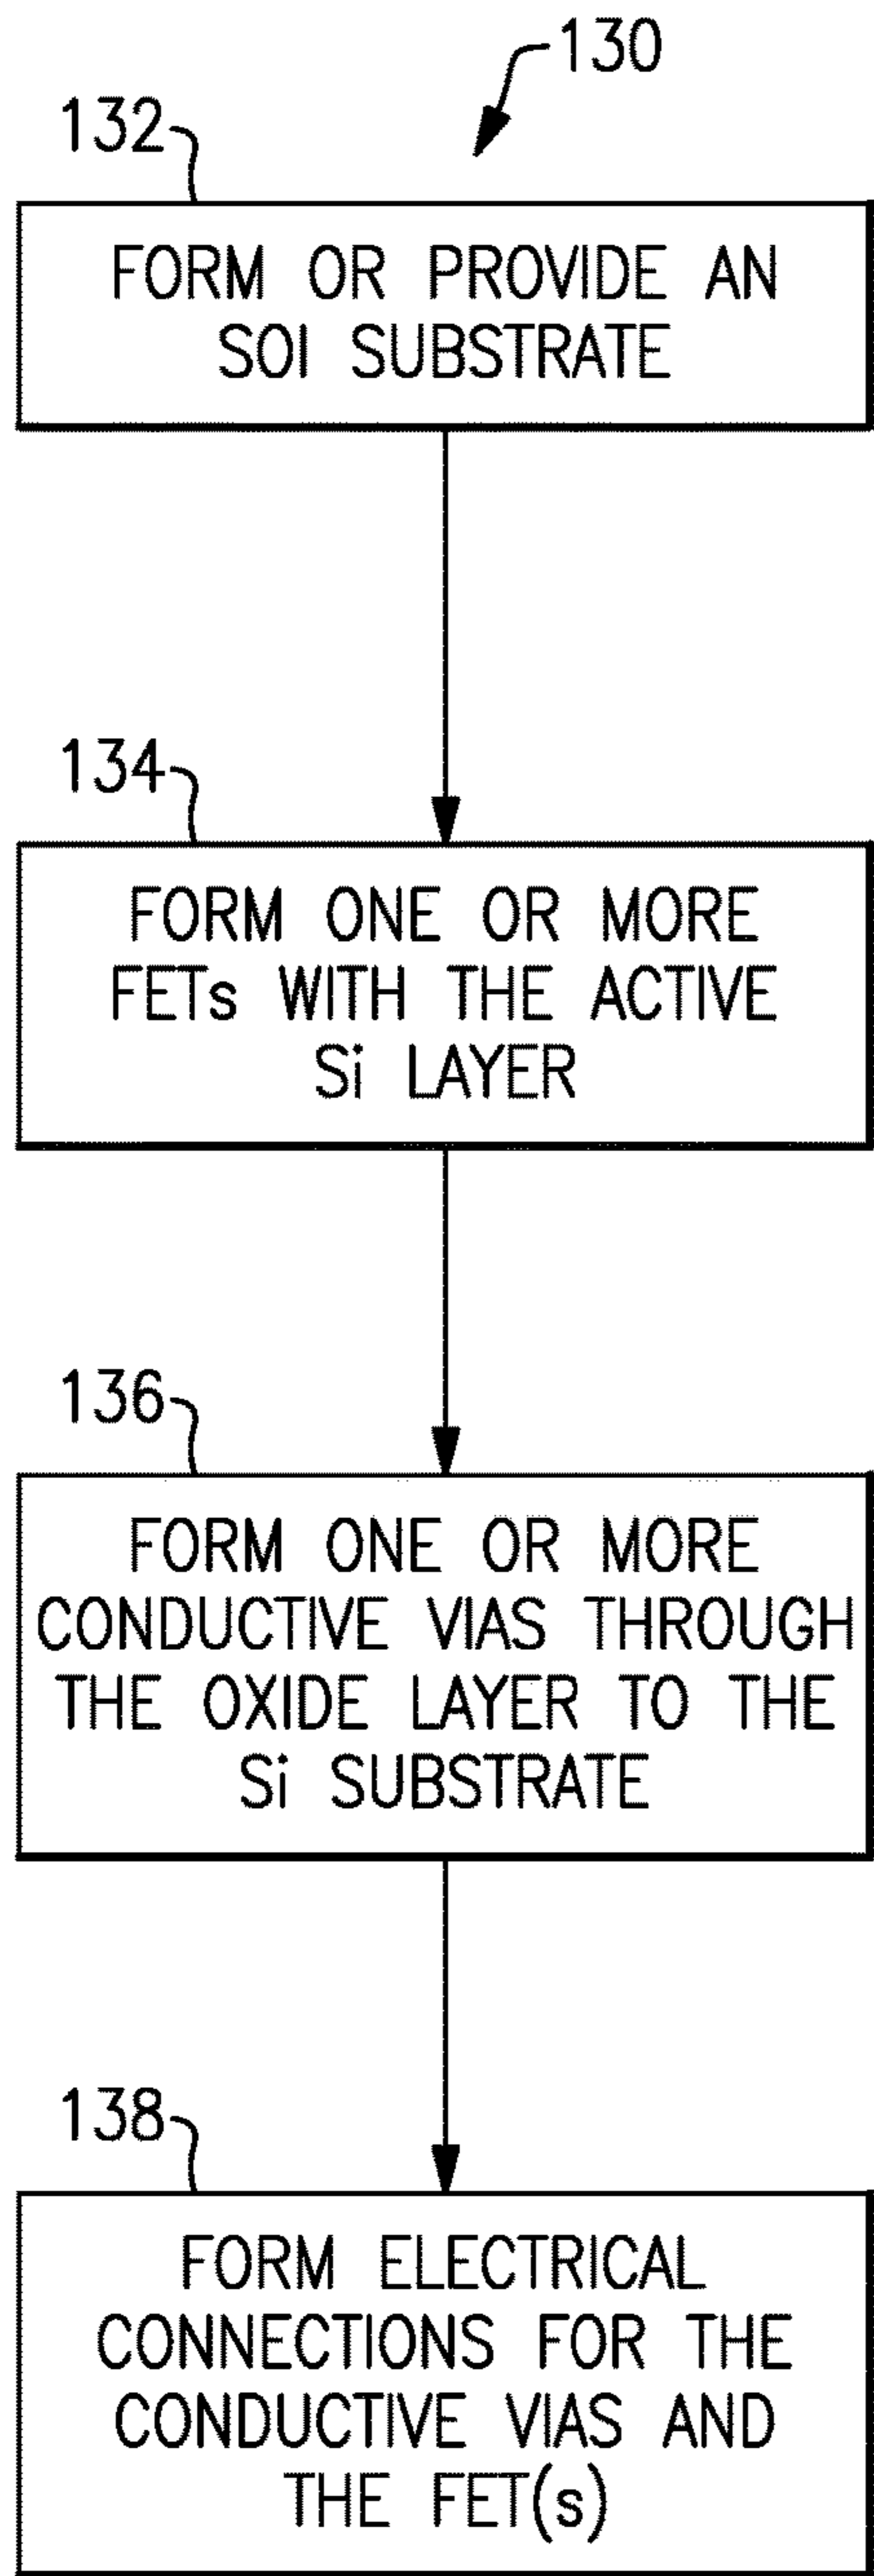 130
132
FORM OR PROVIDE AN
SOI SUBSTRATE
134
FORM ONE OR MORE
FETs WITH THE ACTIVE
Si LAYER
136
FORM ONE OR MORE
CONDUCTIVE VIAS THROUGH
THE OXIDE LAYER TO THE
Si SUBSTRATE
138
FORM ELECTRICAL
CONNECTIONS FOR THE
CONDUCTIVE VIAS AND
THE FET(s)